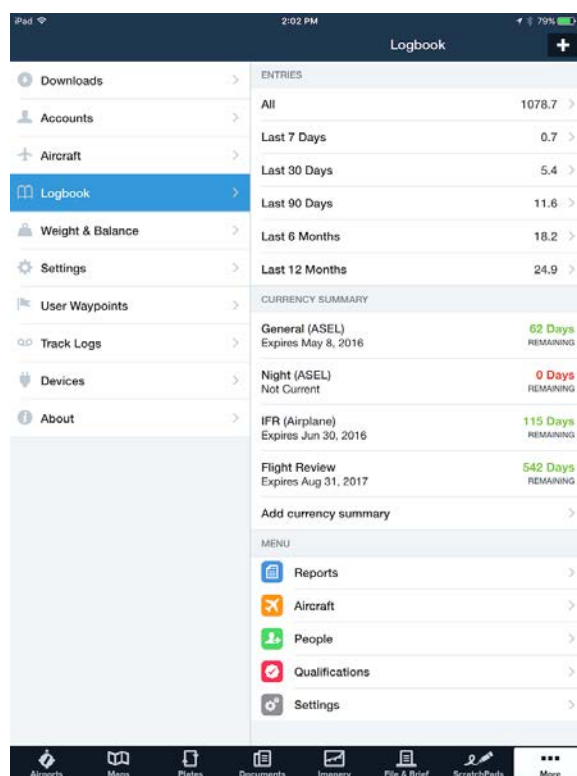 iPad
2:02 PM
79%
Logbook
Downloads
Accounts
Aircraft
Logbook
Weight & Balance
Settings
User Waypoints
Track Logs
Devices
About
ENTRIES
All 1078.7
Last 7 Days 0.7
Last 30 Days 5.4
Last 90 Days 11.6
Last 6 Months 18.2
Last 12 Months 24.9
CURRENCY SUMMARY
General (ASEL) 62 Days
Expires May 8, 2016 REMAINING
Night (ASEL) 0 Days
Not Current REMAINING
IFR (Airplane) 115 Days
Expires Jun 30, 2016 REMAINING
Flight Review 542 Days
Expires Aug 31, 2017 REMAINING
Add currency summary
MENU
Reports
Aircraft
People
Qualifications
Settings
Airports Maps Plates Documents Imagery File & Brief ScratchPads More